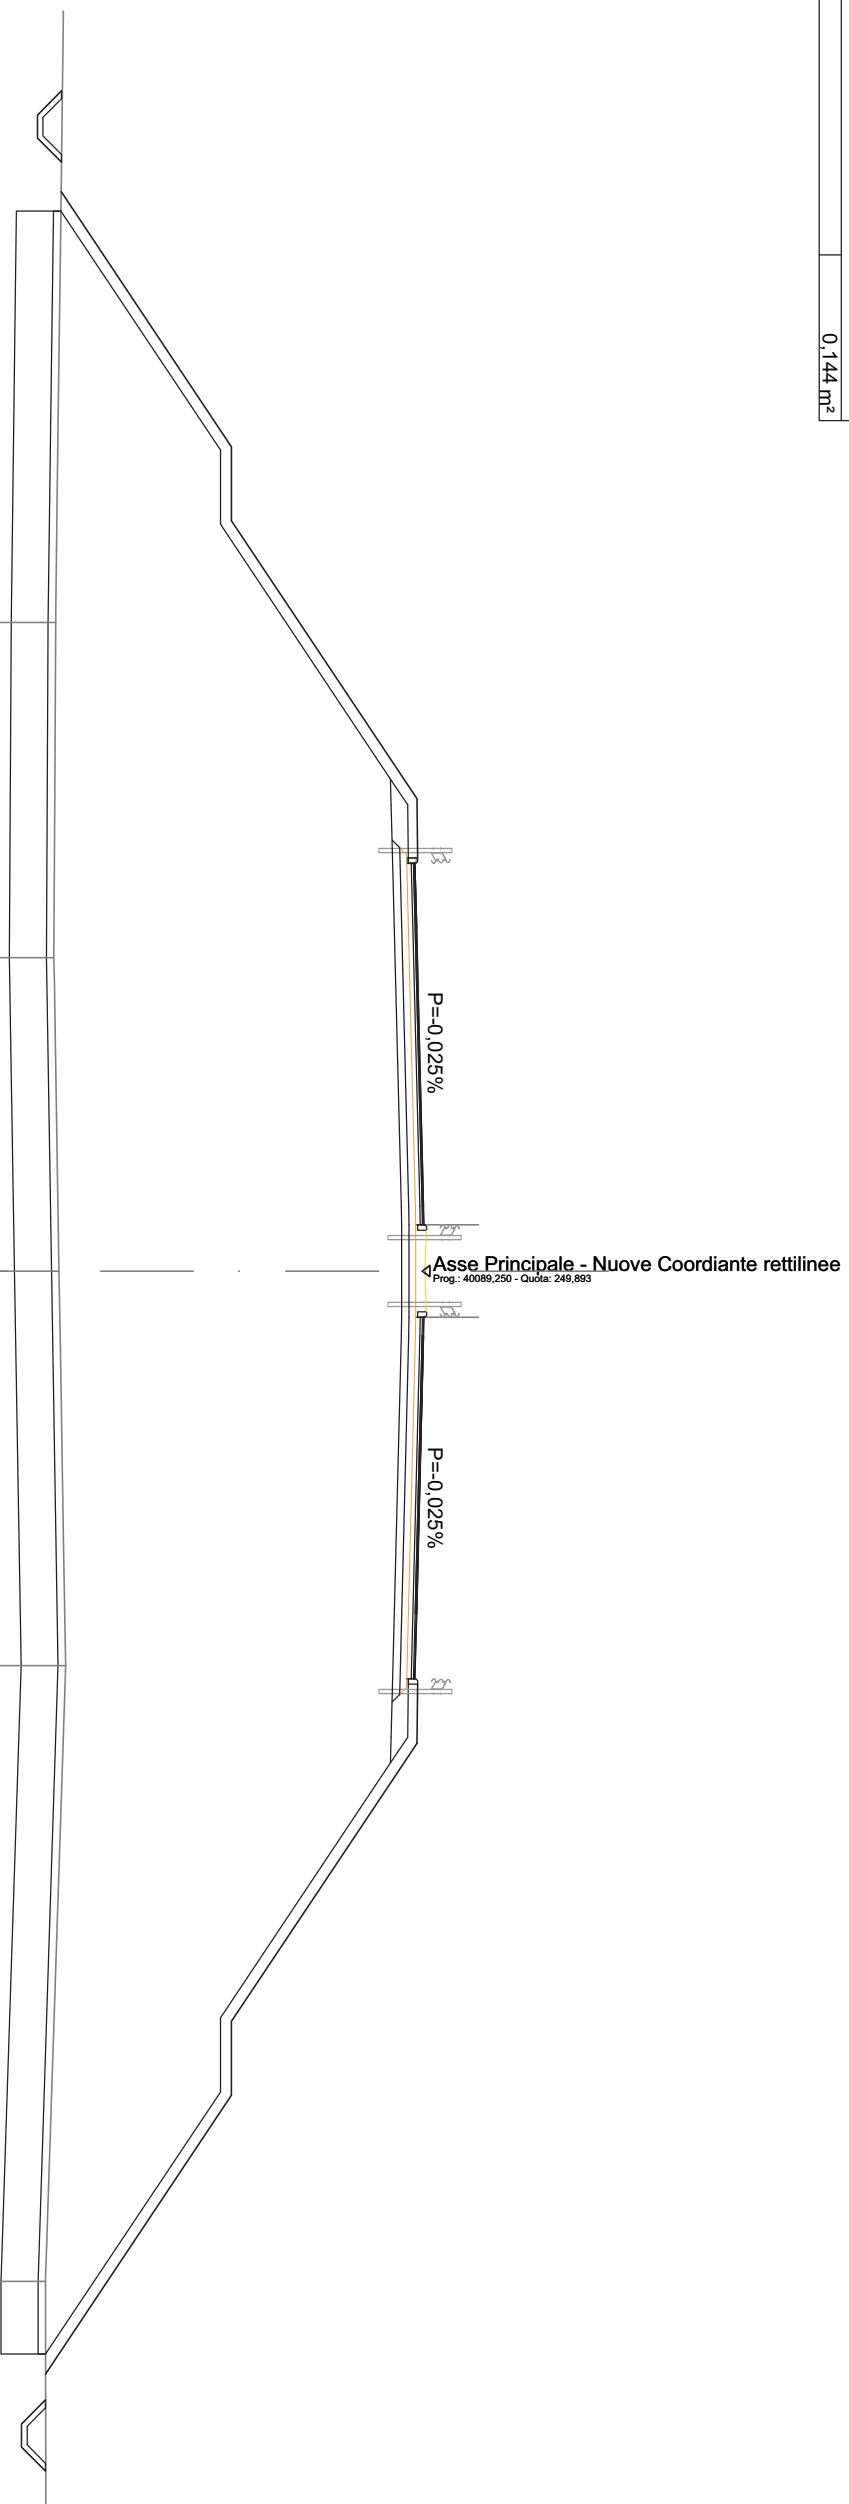 0,144 m²
P=-0,025%
Asse Principale - Nuove Coordiante rettilinee
Prog.: 40089,250 - Quota: 249,893
P=-0,025%